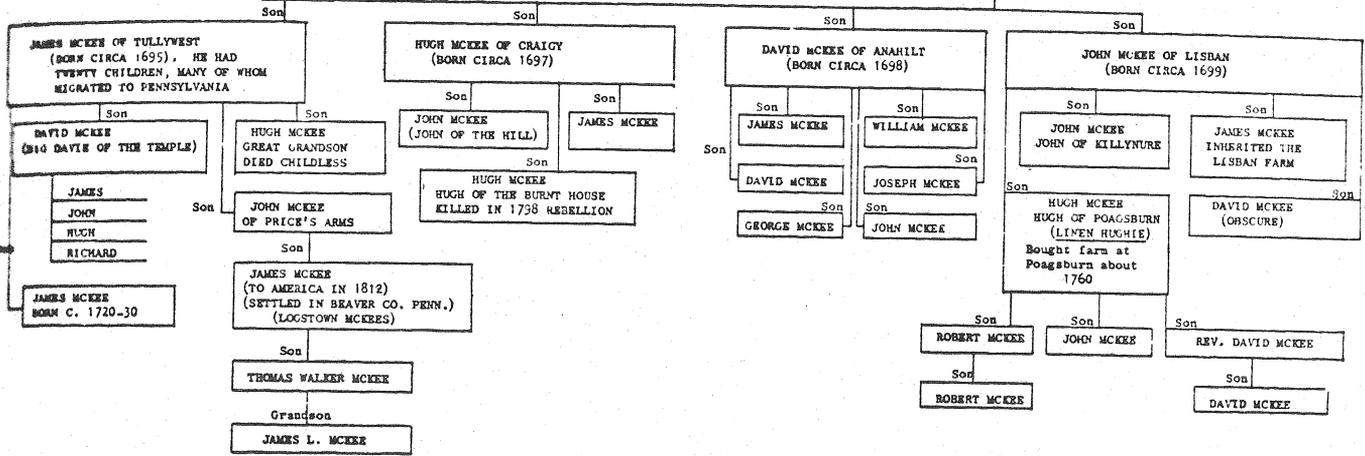 Son
JAMES MCKEE OF TULLYWEST
(BORN CIRCA 1695). HE HAD
TWENTY CHILDREN, MANY OF WHOM
MIGRATED TO PENNSYLVANIA
Son
HUGH MCKEE OF CRAIGY
(BORN CIRCA 1697)
Son
DAVID MCKEE OF ANAHILT
(BORN CIRCA 1698)
Son
JOHN MCKEE OF LISBAN
(BORN CIRCA 1699)
Son
DAVID MCKEE
(BIG DAVIE OF THE TEMPLE)
JAMES
JOHN
HUGH
RICHARD
JAMES MCKEE
BORN C. 1720-30
Son
HUGH MCKEE
GREAT GRANDSON
DIED CHILDLESS
Son
JOHN MCKEE
OF PRICE'S ARMS
Son
JAMES MCKEE
(TO AMERICA IN 1812)
(SETTLED IN BEAVER CO. PENN.)
(LOGSTOWN MCKEES)
Son
THOMAS WALKER MCKEE
Grandson
JAMES L. MCKEE
Son
JOHN MCKEE
(JOHN OF THE HILL)
Son
JAMES MCKEE
Son
HUGH MCKEE
HUGH OF THE BURNT HOUSE
KILLED IN 1798 REBELLION
Son
JAMES MCKEE
Son
WILLIAM MCKEE
Son
DAVID MCKEE
Son
JOSEPH MCKEE
Son
GEORGE MCKEE
Son
JOHN MCKEE
Son
JOHN MCKEE
JOHN OF KILLYNURE
Son
JAMES MCKEE
INHERITED THE
LISBAN FARM
Son
HUGH MCKEE
HUGH OF POAGSBURN
(LINEN HUGHIE)
Bought farm at
Poagsburn about
1760
Son
DAVID MCKEE
(OBSCURE)
Son
ROBERT MCKEE
Son
JOHN MCKEE
Son
REV. DAVID MCKEE
Son
ROBERT MCKEE
Son
DAVID MCKEE